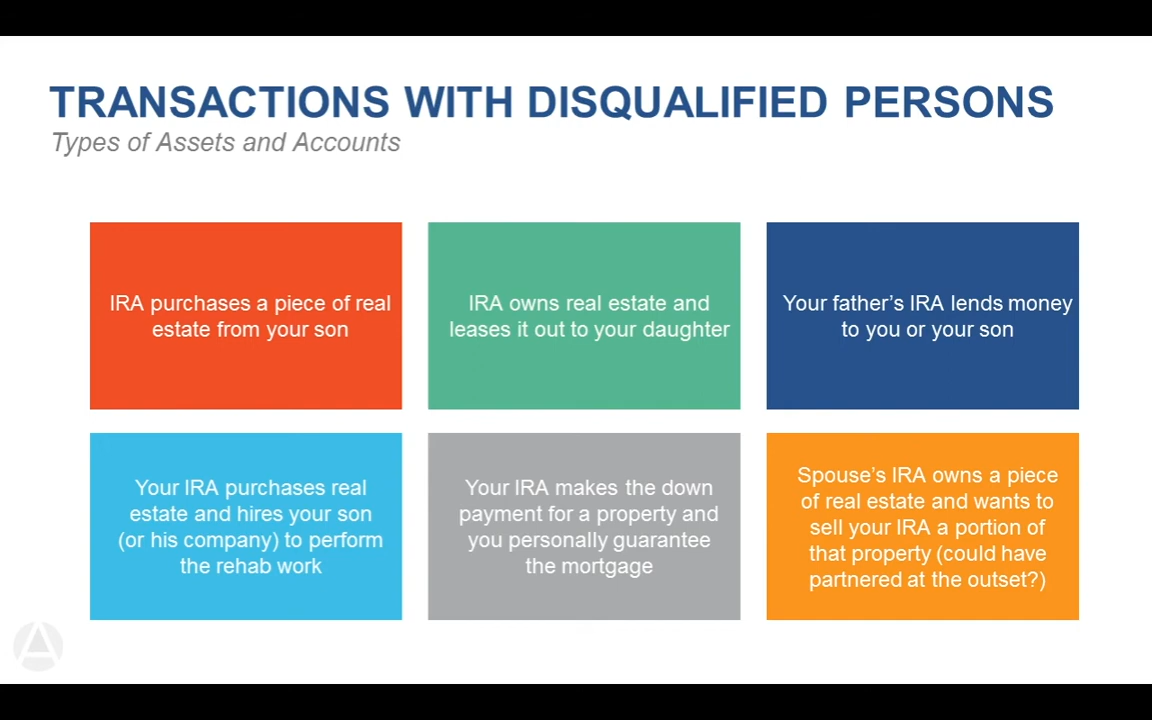 TRANSACTIONS WITH DISQUALIFIED PERSONS
Types of Assets and Accounts
IRA purchases a piece of real
estate from your son
IRA owns real estate and
leases it out to your daughter
Your father’s IRA lends money
to you or your son
Your IRA purchases real
estate and hires your son
(or his company) to perform
the rehab work
Your IRA makes the down
payment for a property and
you personally guarantee
the mortgage
Spouse’s IRA owns a piece
of real estate and wants to
sell your IRA a portion of
that property (could have
partnered at the outset?)